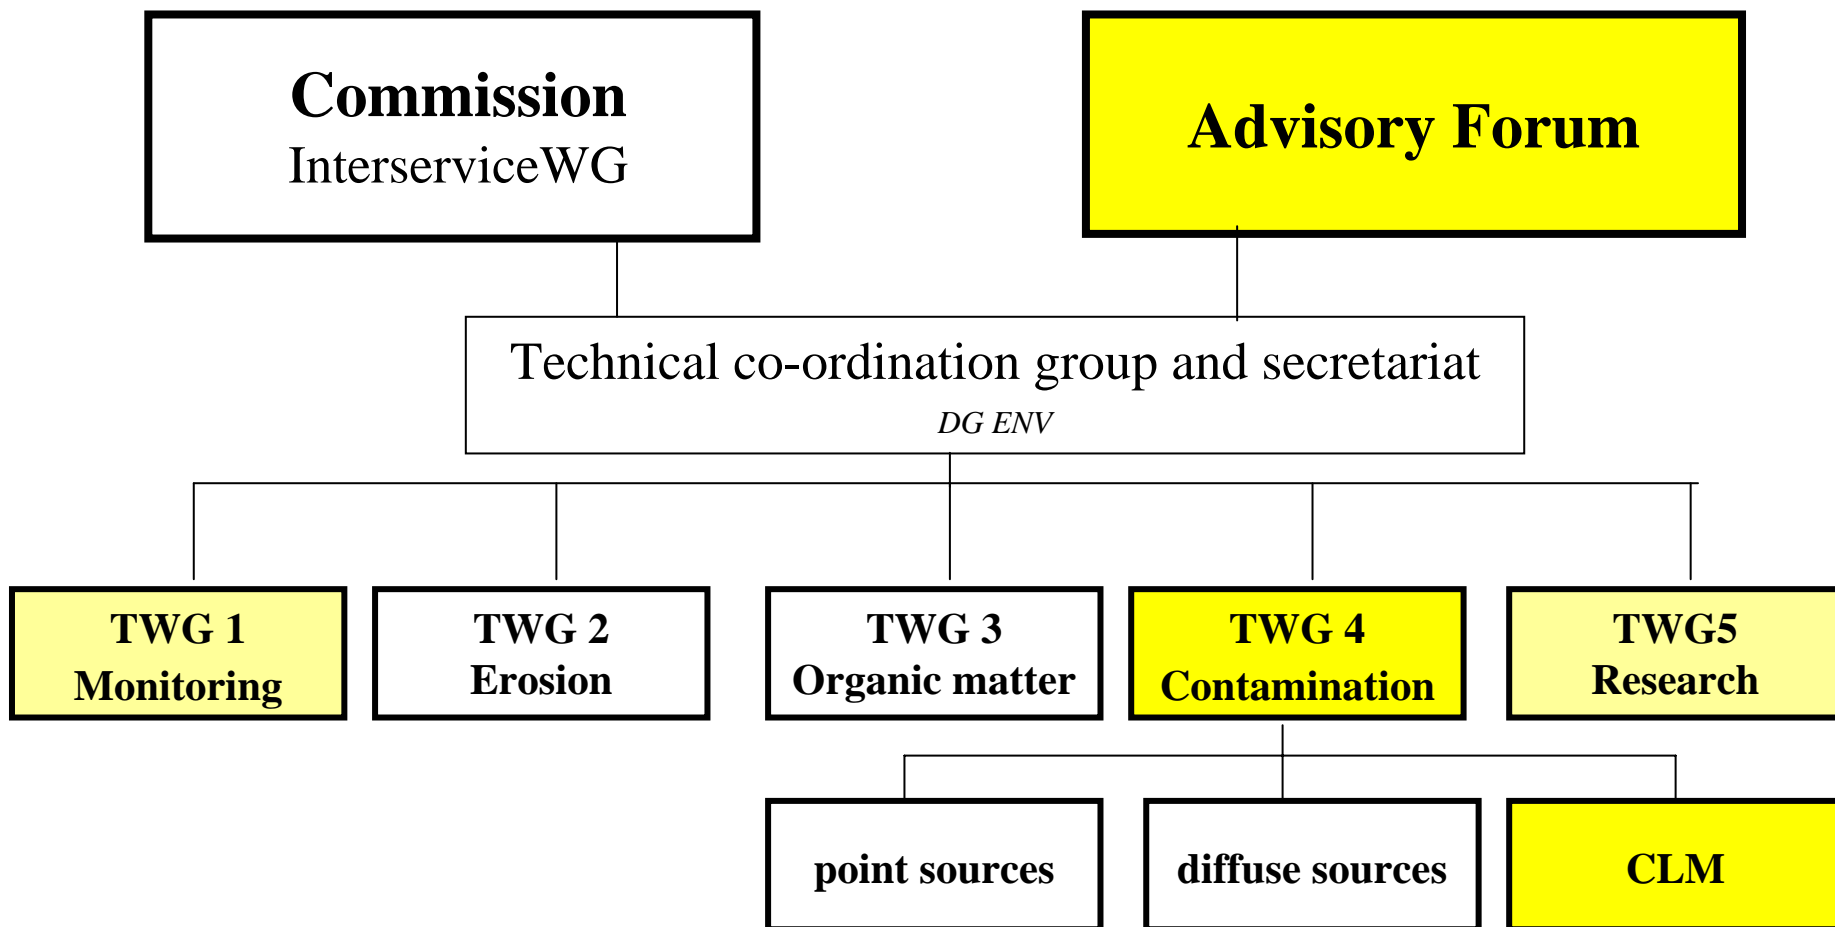 Commission
InterserviceWG
Advisory Forum
Technical co-ordination group and secretariat
DG ENV
TWG 1
Monitoring
TWG 2
Erosion
TWG 3
Organic matter
TWG 4
Contamination
TWG5
Research
point sources
diffuse sources
CLM